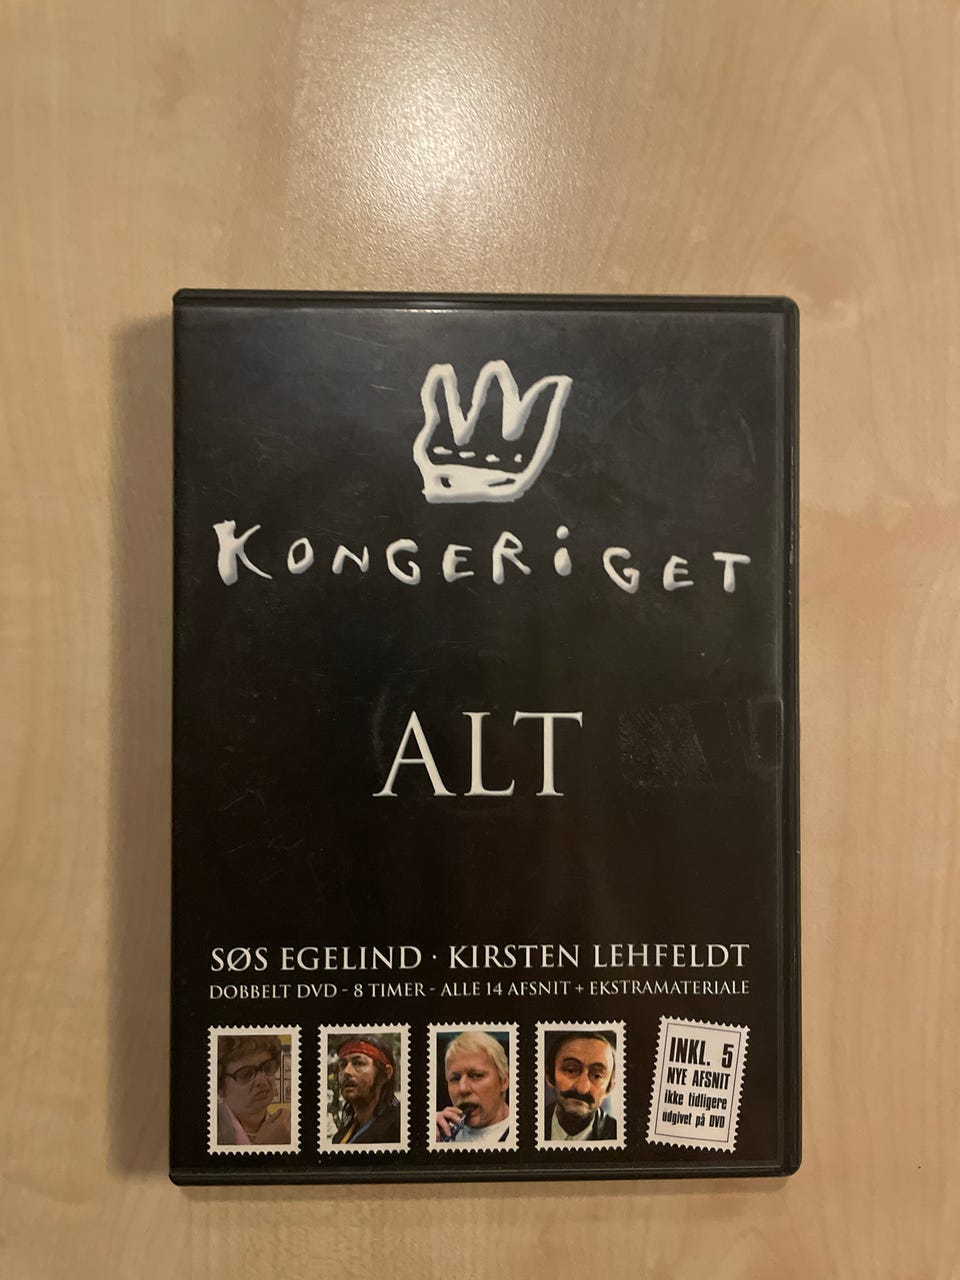 KONGERiGET
ALT
SØS EGELIND · KIRSTEN LEHFELDT
DOBBELT DVD - 8 TIMER - ALLE 14 AFSNIT + EKSTRAMATERIALE
INKL. 5
NYE AFSNIT
ikke tidligere
udgivet på DVD